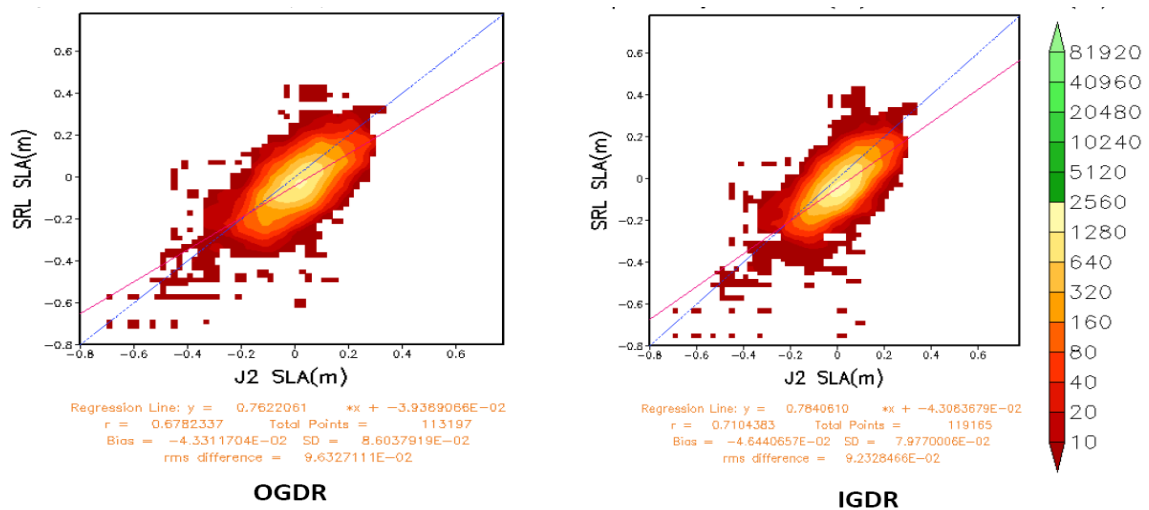 0.6
0.4
0.2
0
-0.2
-0.4
-0.6
-0.8
SRL SLA(m)
-0.8 -0.6 -0.4 -0.2 0 0.2 0.4 0.6
J2 SLA(m)
Regression Line: y = 0.7622061 *x + -3.9389066E-02
r = 0.6782337 Total Points = 113197
Bias = -4.3311704E-02 SD = 8.6037919E-02
rms difference = 9.6327111E-02
OGDR
0.6
0.4
0.2
0
-0.2
-0.4
-0.6
-0.8
SRL SLA(m)
-0.8 -0.6 -0.4 -0.2 0 0.2 0.4 0.6
J2 SLA(m)
Regression Line: y = 0.7840610 *x + -4.3083679E-02
r = 0.7104383 Total Points = 119165
Bias = -4.6440657E-02 SD = 7.9770006E-02
rms difference = 9.2328466E-02
IGDR
81920
40960
20480
10240
5120
2560
1280
640
320
160
80
40
20
10